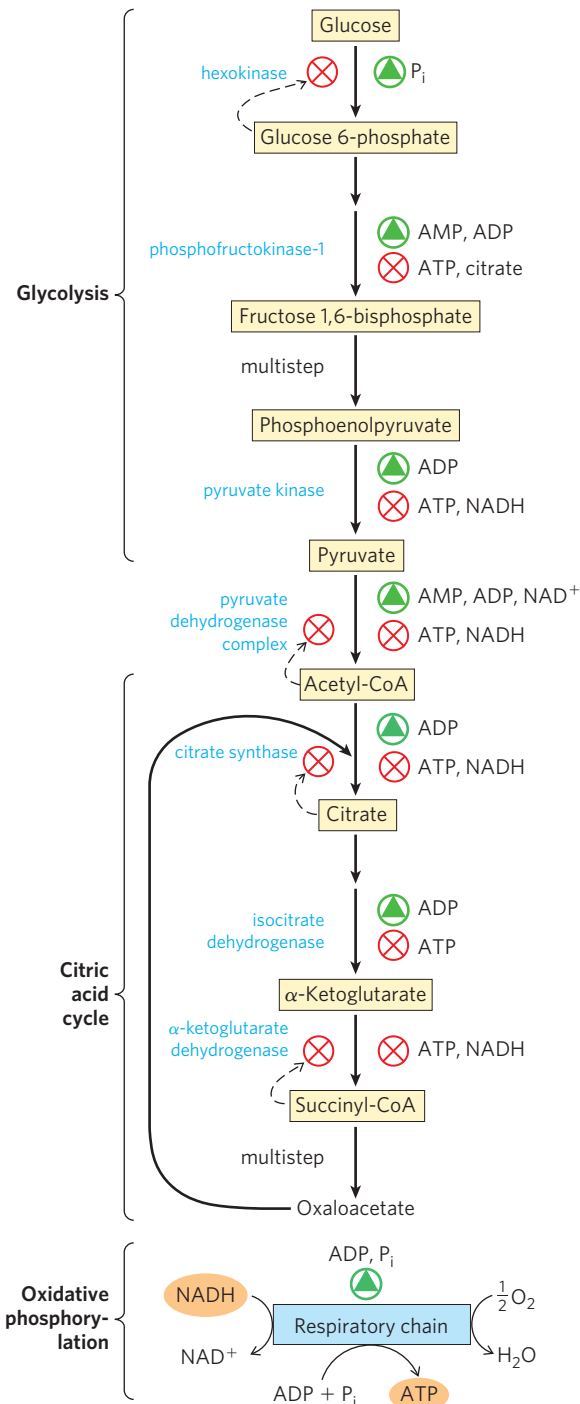 Glucose
hexokinase
Pi
Glucose 6-phosphate
phosphofructokinase-1
AMP, ADP
ATP, citrate
Glycolysis
Fructose 1,6-bisphosphate
multistep
Phosphoenolpyruvate
pyruvate kinase
ADP
ATP, NADH
Pyruvate
pyruvate
dehydrogenase
complex
AMP, ADP, NAD⁺
ATP, NADH
Acetyl-CoA
citrate synthase
ADP
ATP, NADH
Citrate
isocitrate
dehydrogenase
ADP
ATP
Citric
acid
cycle
α-Ketoglutarate
α-ketoglutarate
dehydrogenase
ATP, NADH
Succinyl-CoA
multistep
Oxaloacetate
Oxidative
phosphory-
lation
ADP, Pi
NADH
½O₂
Respiratory chain
NAD⁺
H₂O
ADP + Pi
ATP